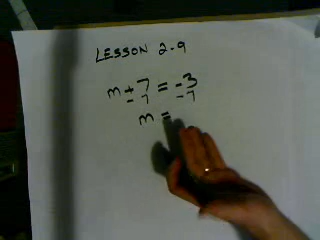 LESSON 2.9
m + 7 = -3
-7 -7
m =